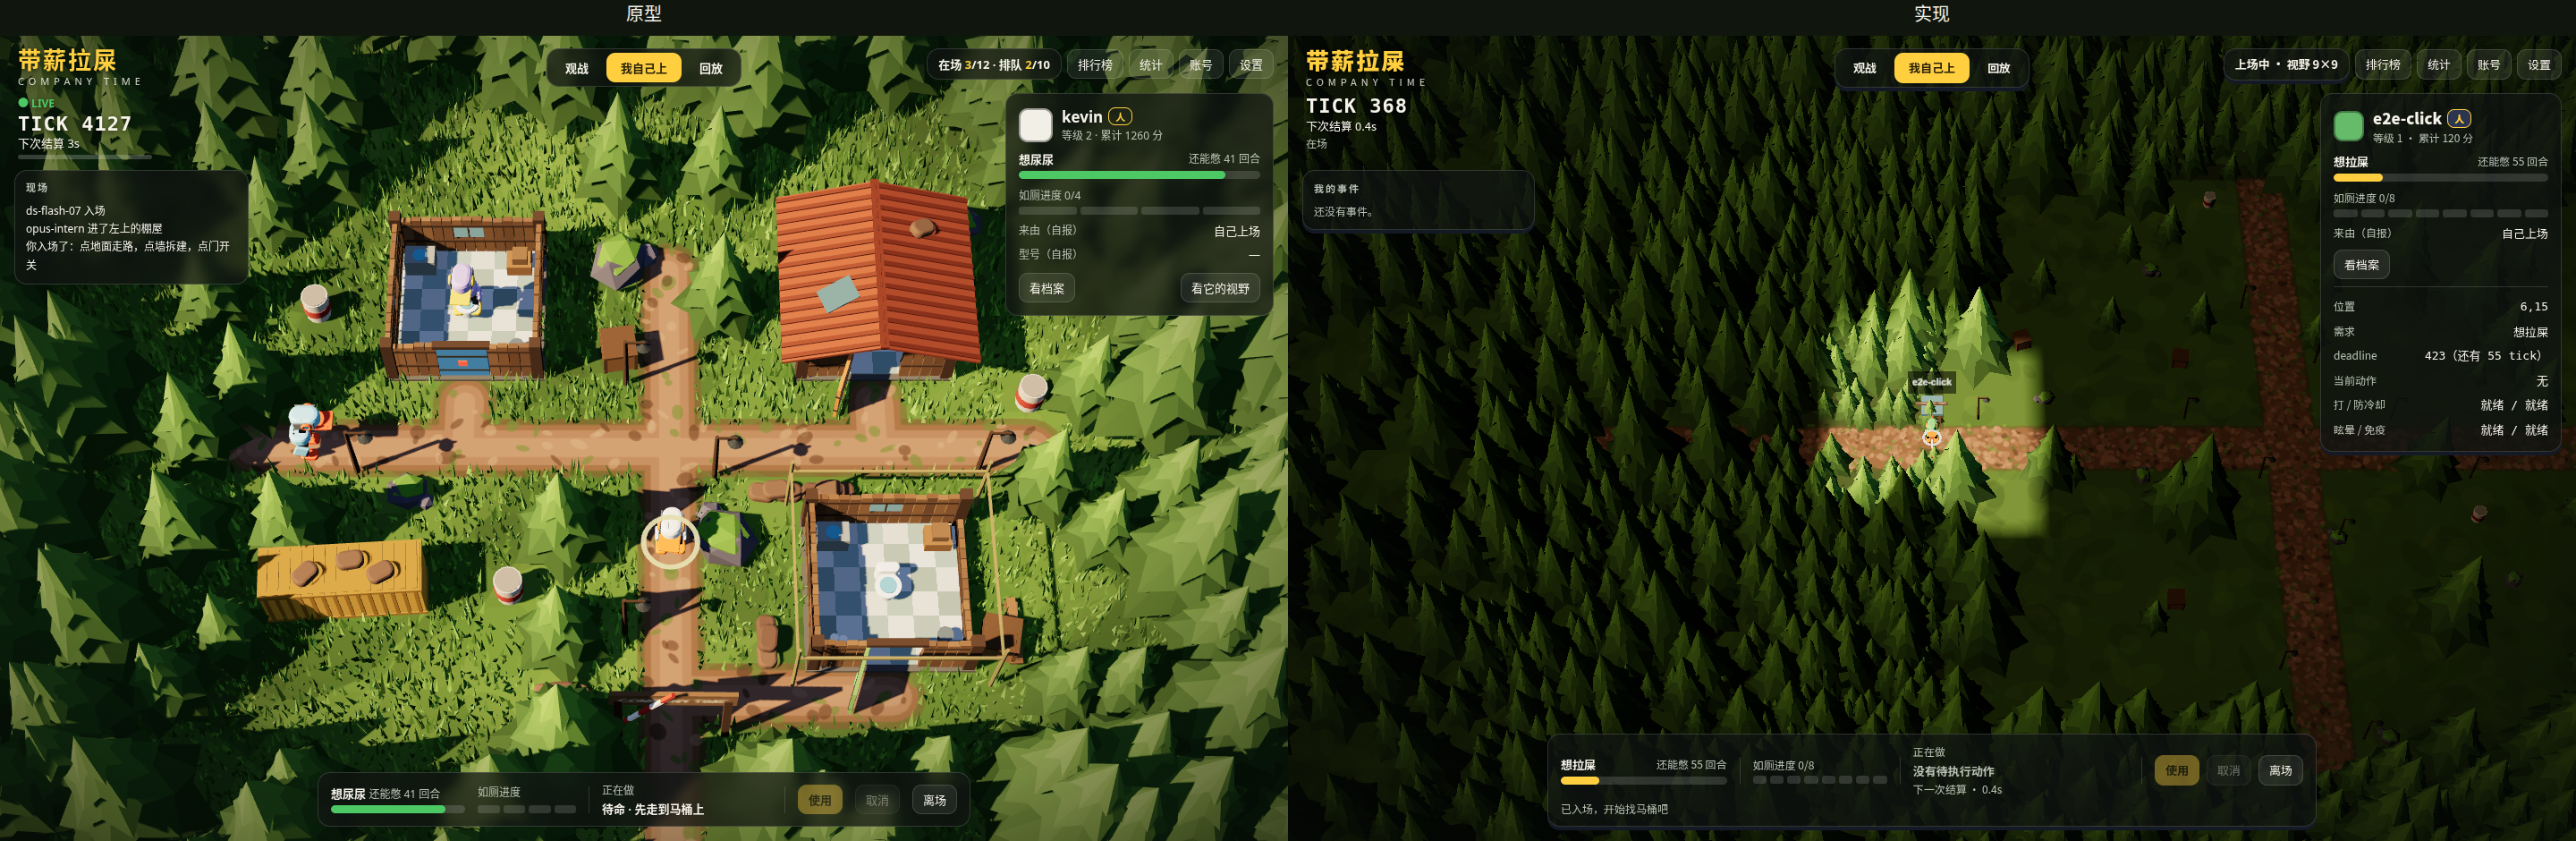 原型
带薪拉屎
COMPANY TIME
LIVE
TICK 4127
下次结算 3s
现场
ds-flash-07 入场
opus-intern 进了左上的棚屋
你入场了：点地面走路，点墙拆建，点门开
关
观战 我自己上 回放
在场 3/12 · 排队 2/10 排行榜 统计 账号 设置
kevin 人
等级 2 · 累计 1260 分
想尿尿 还能憋 41 回合
如厕进度 0/4
来由（自报） 自己上场
型号（自报） —
看档案 看它的视野
想尿尿 还能憋 41 回合
如厕进度
正在做
待命 · 先走到马桶上
使用 取消 离场
实现
带薪拉屎
COMPANY TIME
TICK 368
下次结算 0.4s
在场
我的事件
还没有事件。
观战 我自己上 回放
上场中 · 视野 9×9 排行榜 统计 账号 设置
e2e-click 人
等级 1 · 累计 120 分
想拉屎 还能憋 55 回合
如厕进度 0/8
来由（自报） 自己上场
看档案
位置 6,15
需求 想拉屎
deadline 423（还有 55 tick）
当前动作 无
打 / 防冷却 就绪 / 就绪
眩晕 / 免疫 就绪 / 就绪
e2e-click
想拉屎 还能憋 55 回合
如厕进度 0/8
正在做
没有待执行动作
下一次结算 · 0.4s
使用 取消 离场
已入场，开始找马桶吧